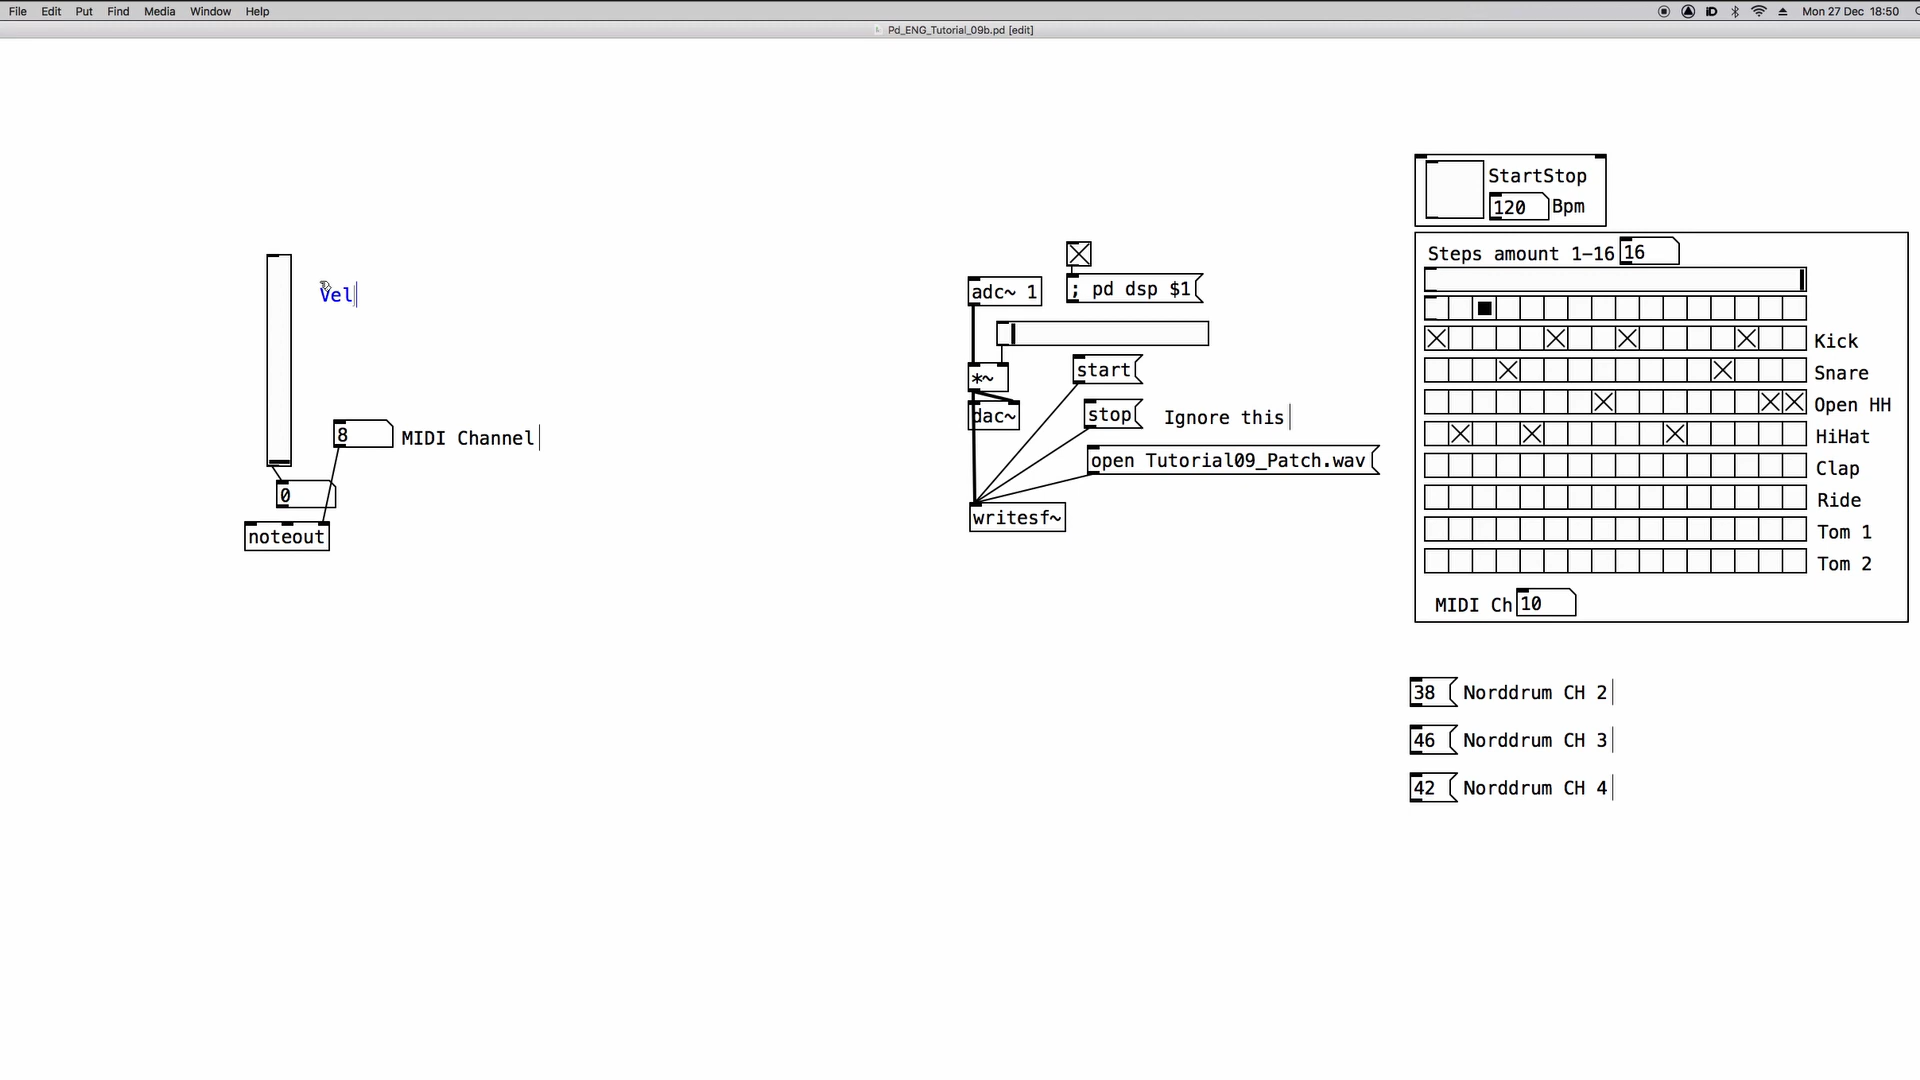 File Edit Put Find Media Window Help
iD Mon 27 Dec 18:50
Pd_ENG_Tutorial_09b.pd [edit]
Vel
8 MIDI Channel
0
noteout
adc~ 1
; pd dsp $1
*~
dac~
start
stop
Ignore this
open Tutorial09_Patch.wav
writesf~
StartStop
120 Bpm
Steps amount 1-16 16
Kick
Snare
Open HH
HiHat
Clap
Ride
Tom 1
Tom 2
MIDI Ch 10
38 Norddrum CH 2
46 Norddrum CH 3
42 Norddrum CH 4